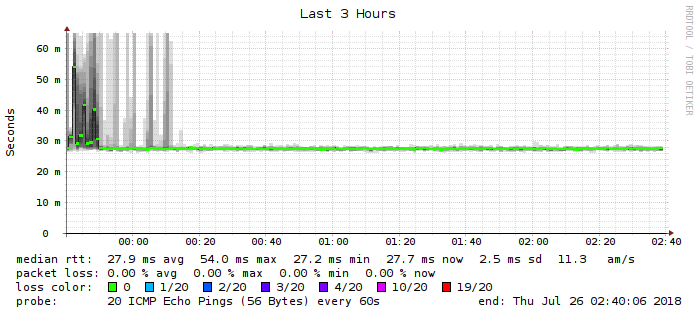 Last 3 Hours
RRDTOOL / TOBI OETIKER
Seconds
60 m
50 m
40 m
30 m
20 m
10 m
0
00:00 00:20 00:40 01:00 01:20 01:40 02:00 02:20 02:40
median rtt: 27.9 ms avg 54.0 ms max 27.2 ms min 27.7 ms now 2.5 ms sd 11.3 am/s
packet loss: 0.00 % avg 0.00 % max 0.00 % min 0.00 % now
loss color: 0 1/20 2/20 3/20 4/20 10/20 19/20
probe: 20 ICMP Echo Pings (56 Bytes) every 60s end: Thu Jul 26 02:40:06 2018